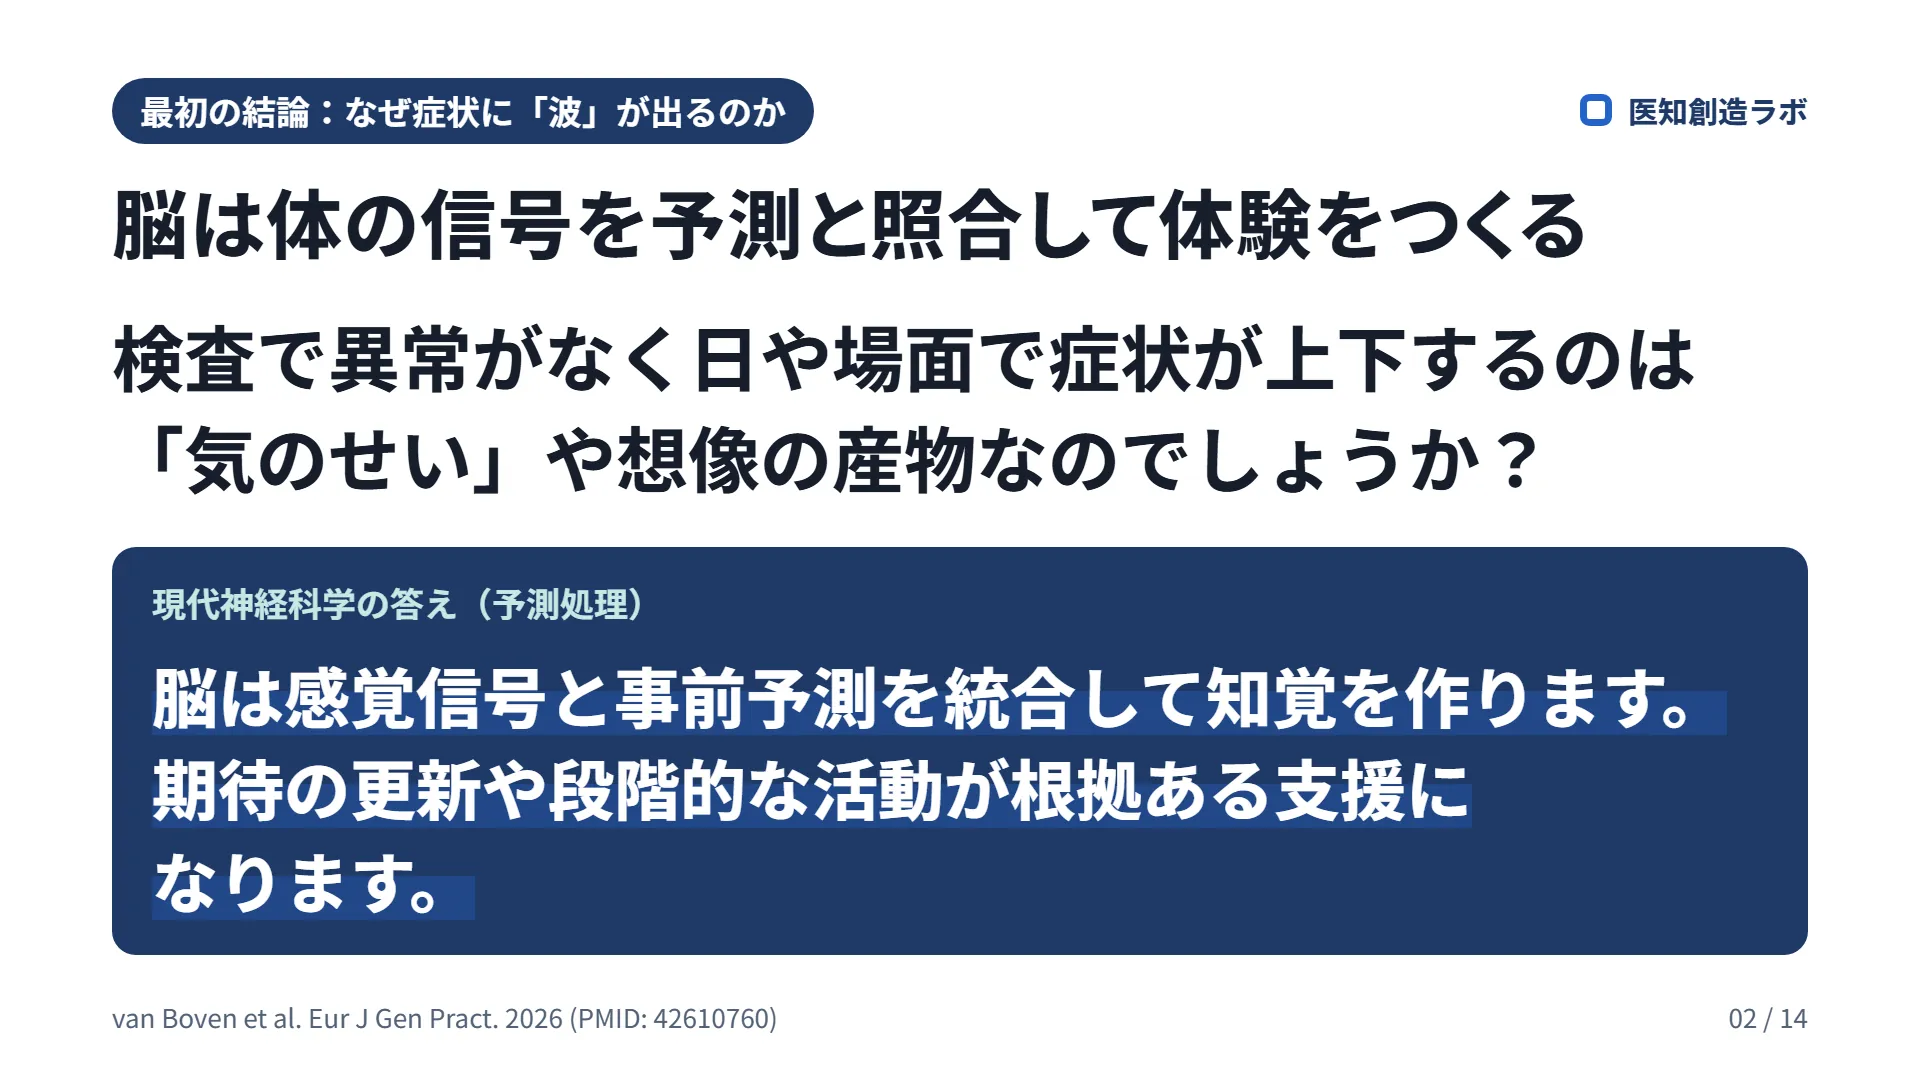 最初の結論：なぜ症状に「波」が出るのか
医知創造ラボ
脳は体の信号を予測と照合して体験をつくる
検査で異常がなく日や場面で症状が上下するのは
「気のせい」や想像の産物なのでしょうか？
現代神経科学の答え（予測処理）
脳は感覚信号と事前予測を統合して知覚を作ります。
期待の更新や段階的な活動が根拠ある支援に
なります。
van Boven et al. Eur J Gen Pract. 2026 (PMID: 42610760)
02 / 14